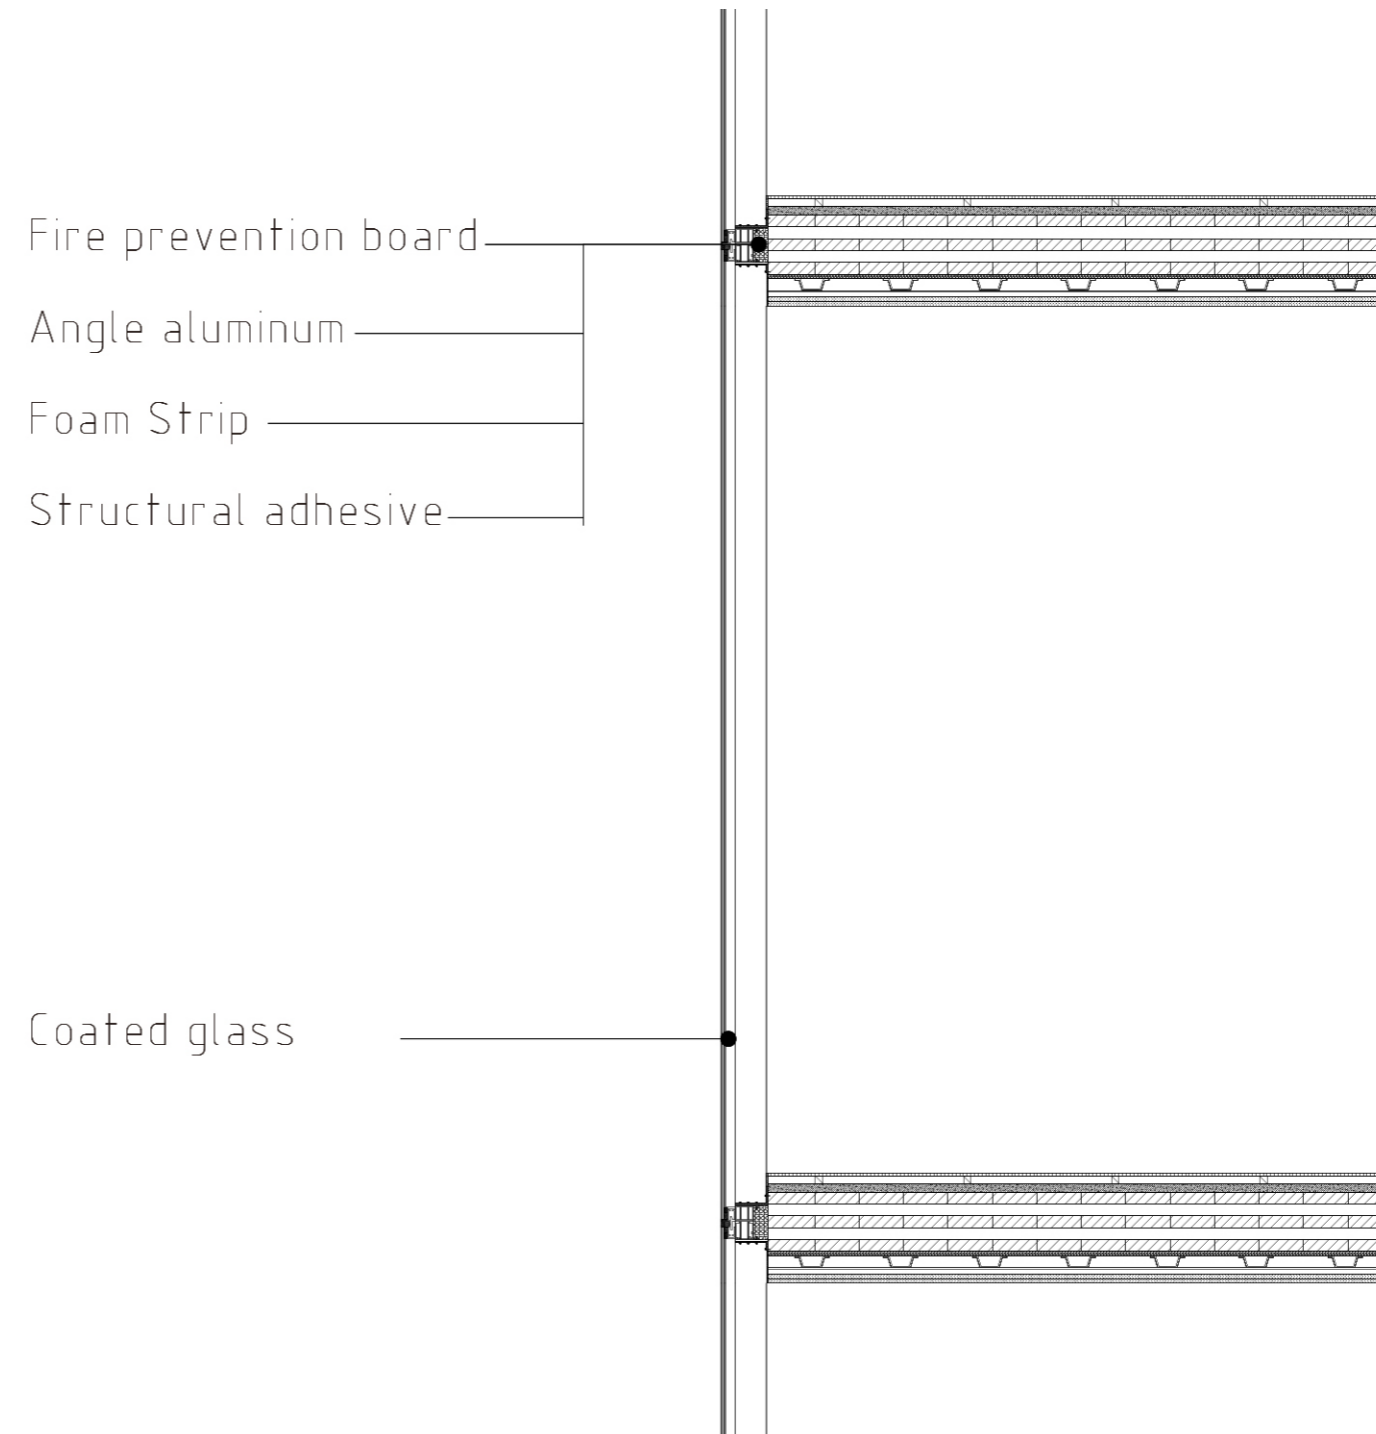 Fire prevention board
Angle aluminum
Foam Strip
Structural adhesive
Coated glass